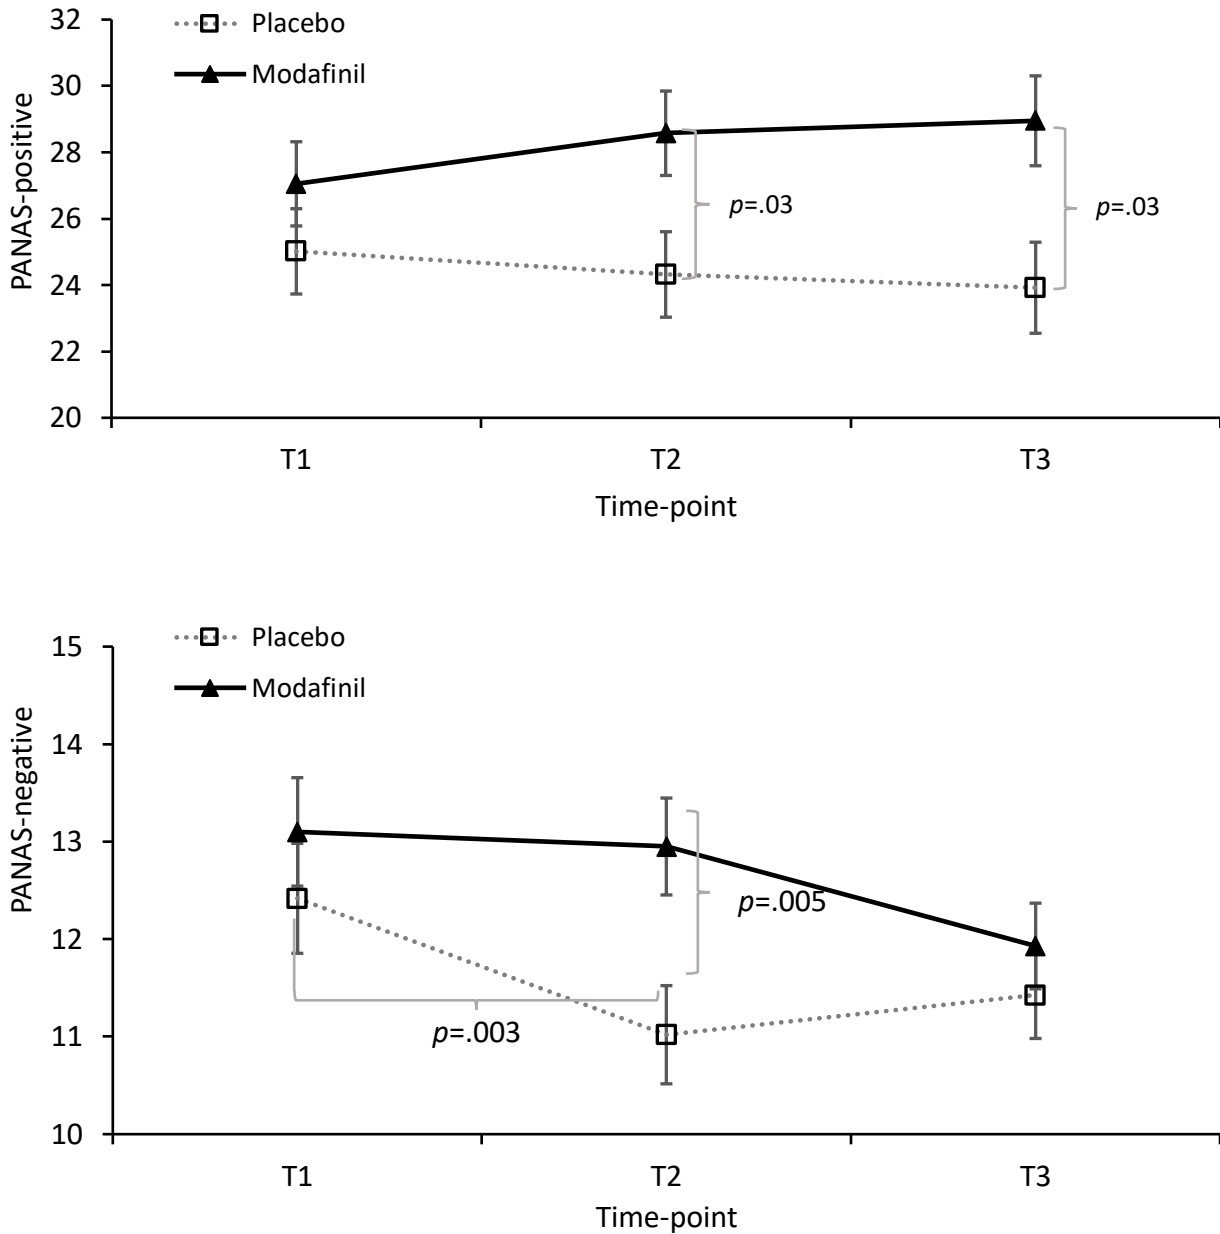 32
30
28
26
24
22
20
PANAS-positive
Placebo
Modafinil
p=.03
p=.03
T1 T2 T3
Time-point
15
14
13
12
11
10
PANAS-negative
Placebo
Modafinil
p=.005
p=.003
T1 T2 T3
Time-point